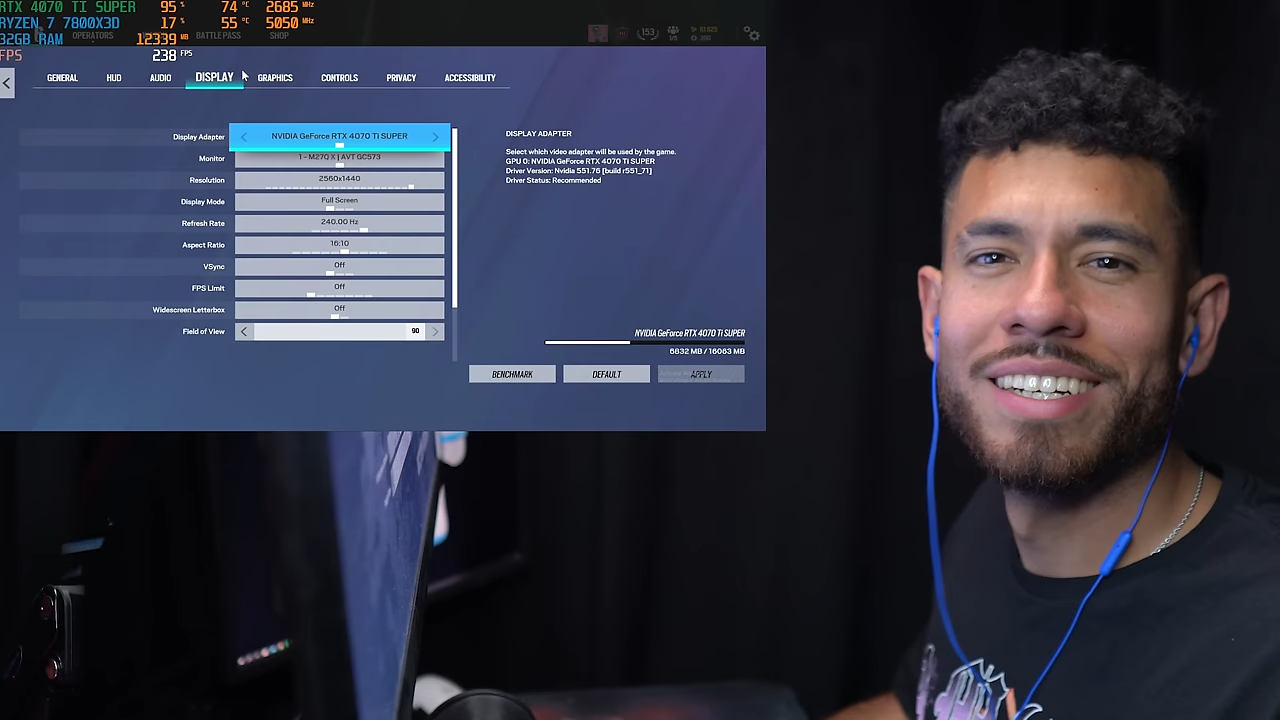 RTX 4070 TI SUPER 95 % 74 °C 2685 MHz
RYZEN 7 7800X3D 17 % 55 °C 5050 MHz
32GB RAM 12339 MB
OPERATORS BATTLE PASS SHOP 153
FPS 238 FPS
GENERAL HUD AUDIO DISPLAY GRAPHICS CONTROLS PRIVACY ACCESSIBILITY
Display Adapter NVIDIA GeForce RTX 4070 Ti SUPER
Monitor 1 - M27Q X | AVT GC573
Resolution 2560x1440
Display Mode Full Screen
Refresh Rate 240.00 Hz
Aspect Ratio 16:10
VSync Off
FPS Limit Off
Widescreen Letterbox Off
Field of View 90
DISPLAY ADAPTER
Select which video adapter will be used by the game.
GPU 0: NVIDIA GeForce RTX 4070 Ti SUPER
Driver Version: Nvidia 551.76 [build r551_71]
Driver Status: Recommended
NVIDIA GeForce RTX 4070 Ti SUPER
6832 MB / 16063 MB
BENCHMARK DEFAULT APPLY